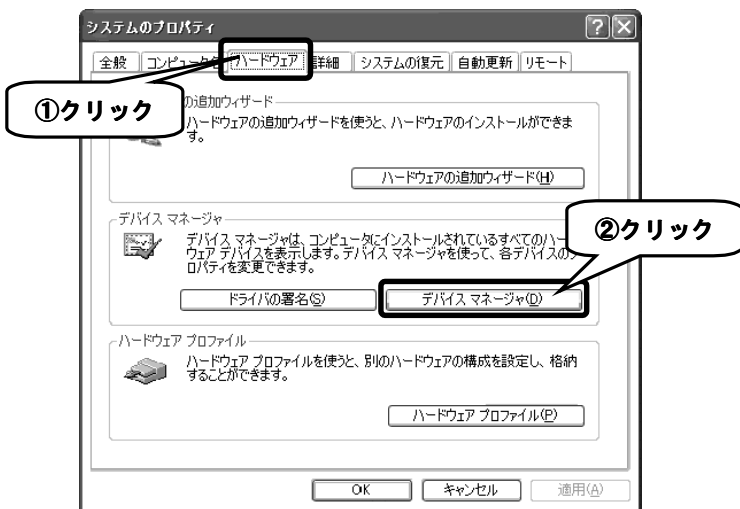 システムのプロパティ
全般 コンピュータ名 ハードウェア 詳細 システムの復元 自動更新 リモート
①クリック
の追加ウィザード
ハードウェアの追加ウィザードを使うと、ハードウェアのインストールができま
す。
ハードウェアの追加ウィザード(H)
デバイス マネージャ
②クリック
デバイス マネージャは、コンピュータにインストールされているすべてのハー
ウェア デバイスを表示します。デバイス マネージャを使って、各デバイスのプ
ロパティを変更できます。
ドライバの署名(S) デバイス マネージャ(D)
ハードウェア プロファイル
ハードウェア プロファイルを使うと、別のハードウェアの構成を設定し、格納
することができます。
ハードウェア プロファイル(P)
OK キャンセル 適用(A)